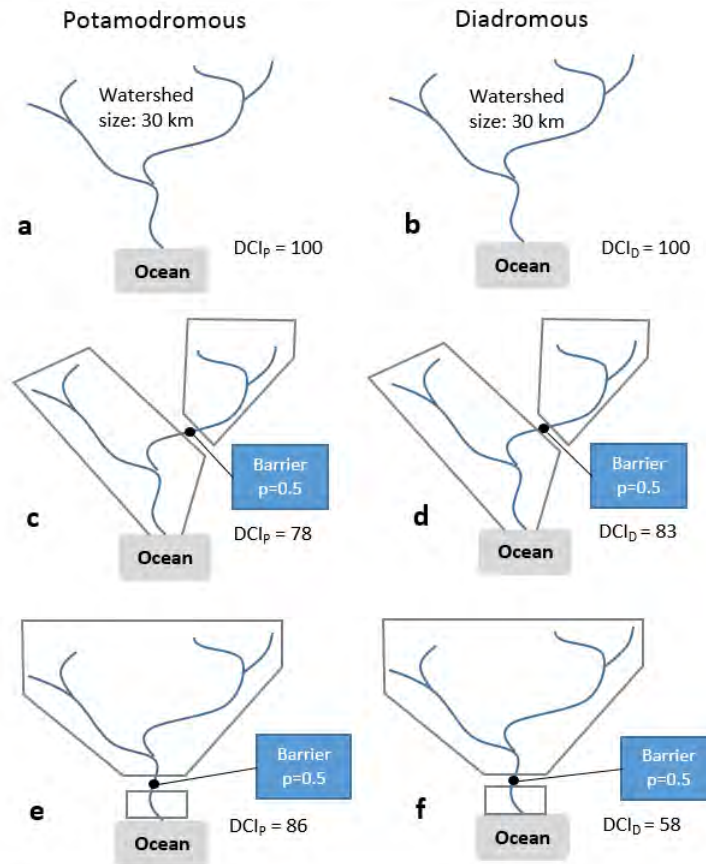 Potamodromous
Diadromous
Watershed
size: 30 km
Watershed
size: 30 km
a
b
DCIP = 100
DCID = 100
Ocean
Ocean
Barrier
p=0.5
Barrier
p=0.5
c
d
DCIP = 78
DCID = 83
Ocean
Ocean
Barrier
p=0.5
Barrier
p=0.5
e
f
DCIP = 86
DCID = 58
Ocean
Ocean